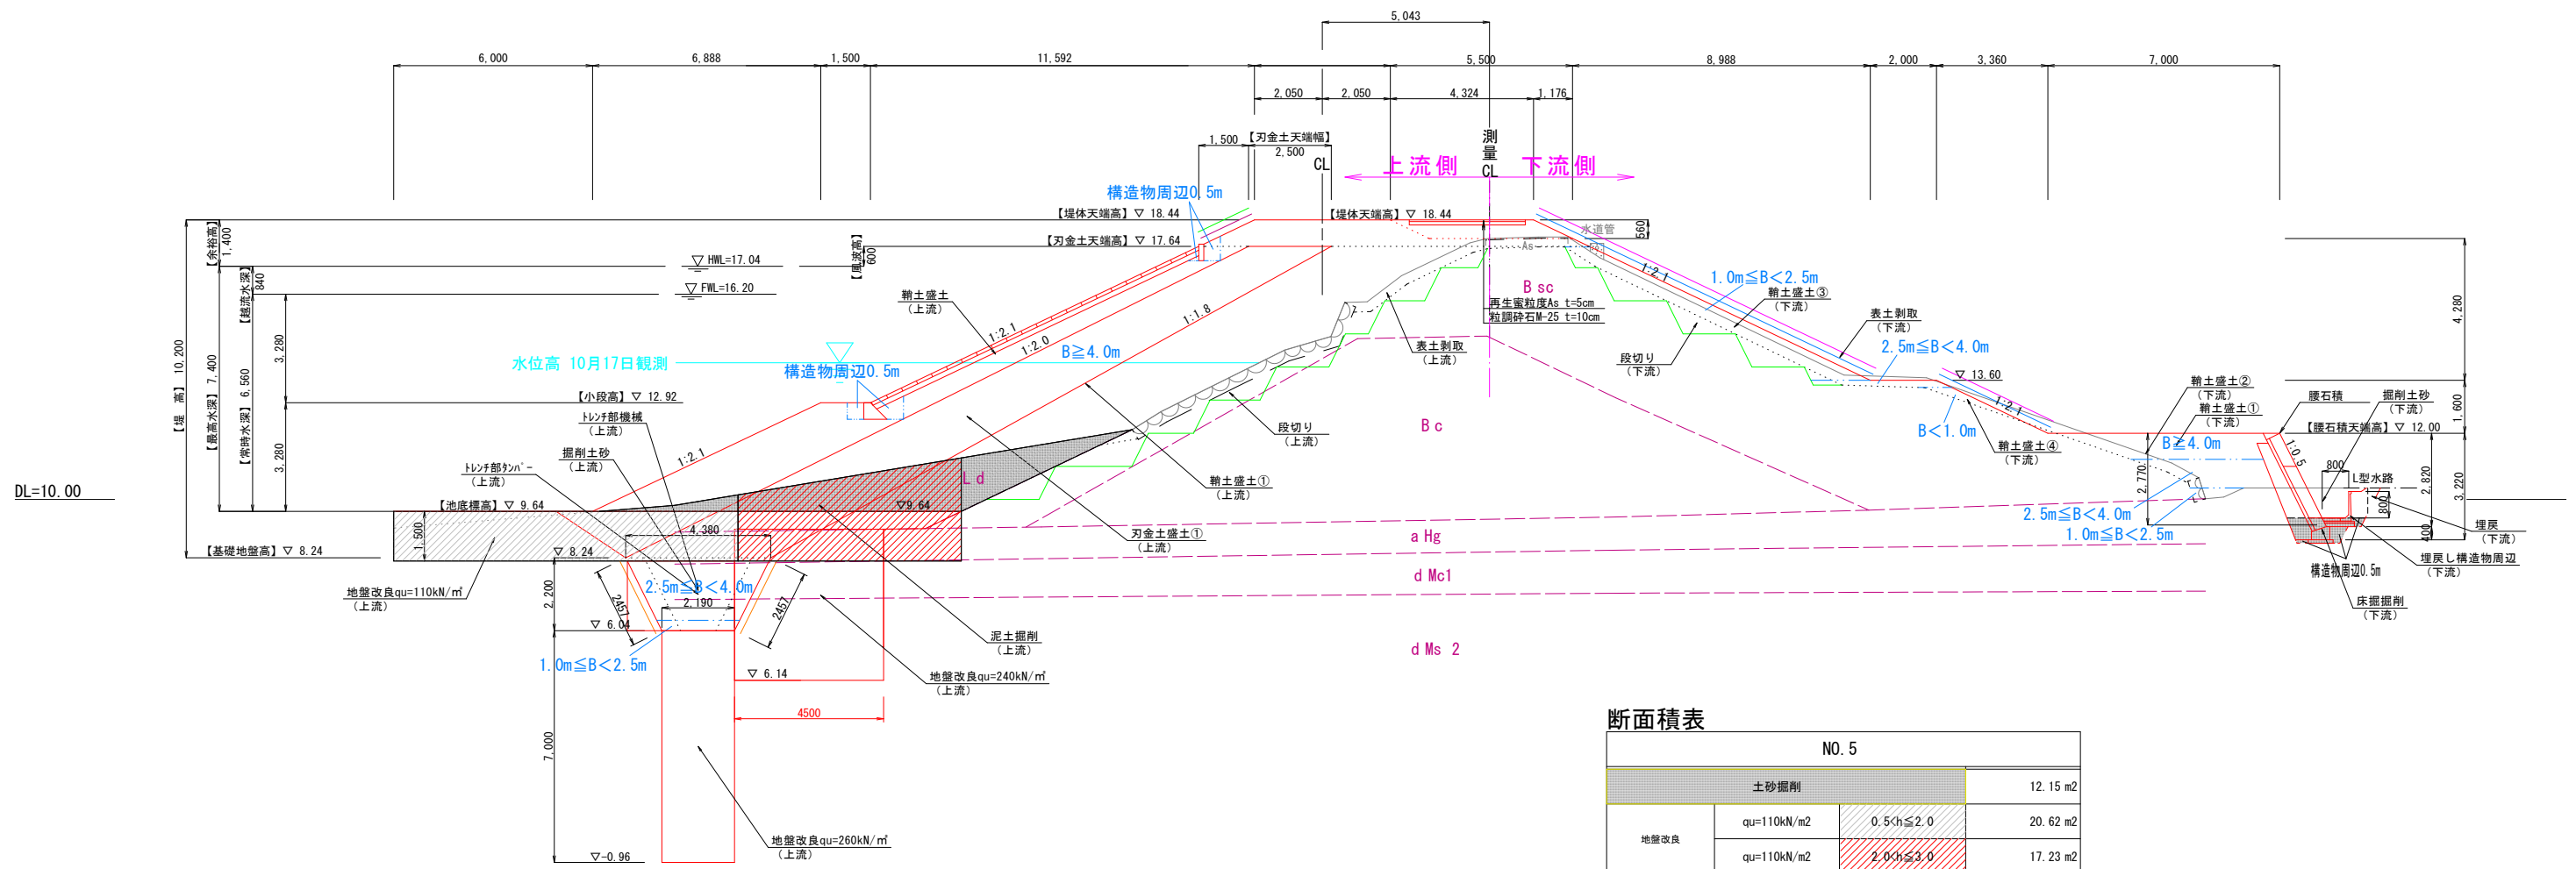 5,043
6,000
6,888
1,500
11,592
5,500
8,988
2,000
3,360
7,000
2,050
2,050
4,324
1,176
1,500
【刃金土天端幅】
2,500
CL
測量CL
上流側
下流側
構造物周辺0.5m
【堤体天端高】▽ 18.44
【堤体天端高】▽ 18.44
水道管
560
【余裕高】
1,400
【刃金土天端高】▽ 17.64
【風波高】
600
As
▽ HWL=17.04
【越流水深】
840
▽ FWL=16.20
1:2.1
1.0m≦B<2.5m
B sc
鞘土盛土
(上流)
鞘土盛土③
(下流)
再生密粒度As t=5cm
粒調砕石M-25 t=10cm
4,280
表土剥取
(下流)
【堤 高】 10,200
【最高水深】 7,400
【常時水深】 6,560
3,280
1:2.1
1:2.0
1:1.8
B≧4.0m
表土剥取
(上流)
段切り
(下流)
2.5m≦B<4.0m
水位高 10月17日観測
構造物周辺0.5m
▽ 13.60
鞘土盛土②
(下流)
掘削土砂
(下流)
腰石積
【小段高】▽ 12.92
鞘土盛土①
(下流)
1:2.1
1,600
トレンチ部機械
(上流)
段切り
(上流)
B c
B<1.0m
鞘土盛土④
(下流)
B≧4.0m
【腰石積天端高】▽ 12.00
掘削土砂
(上流)
3,280
1:2.1
1:0.5
トレンチ部タンパー
(上流)
L d
鞘土盛土①
(上流)
800
L型水路
2,770
2,820
3,220
DL=10.00
【池底標高】▽ 9.64
▽9.64
800
2.5m≦B<4.0m
1.0m≦B<2.5m
400
埋戻
(下流)
4,380
刃金土盛土①
(上流)
a Hg
1,500
【基礎地盤高】▽ 8.24
▽ 8.24
埋戻し構造物周辺
(下流)
構造物周辺0.5m
d Mc1
2.5m≦B<4.0m
地盤改良qu=110kN/㎡
(上流)
2,200
2457
2,190
2457
床掘掘削
(下流)
▽ 6.04
泥土掘削
(上流)
d Ms 2
1.0m≦B<2.5m
▽ 6.14
地盤改良qu=240kN/㎡
(上流)
4500
7,000
地盤改良qu=260kN/㎡
(上流)
▽-0.96
断面積表
NO.5
土砂掘削 12.15 m2
地盤改良 qu=110kN/m2 0.5<h≦2.0 20.62 m2
qu=110kN/m2 2.0<h≦3.0 17.23 m2